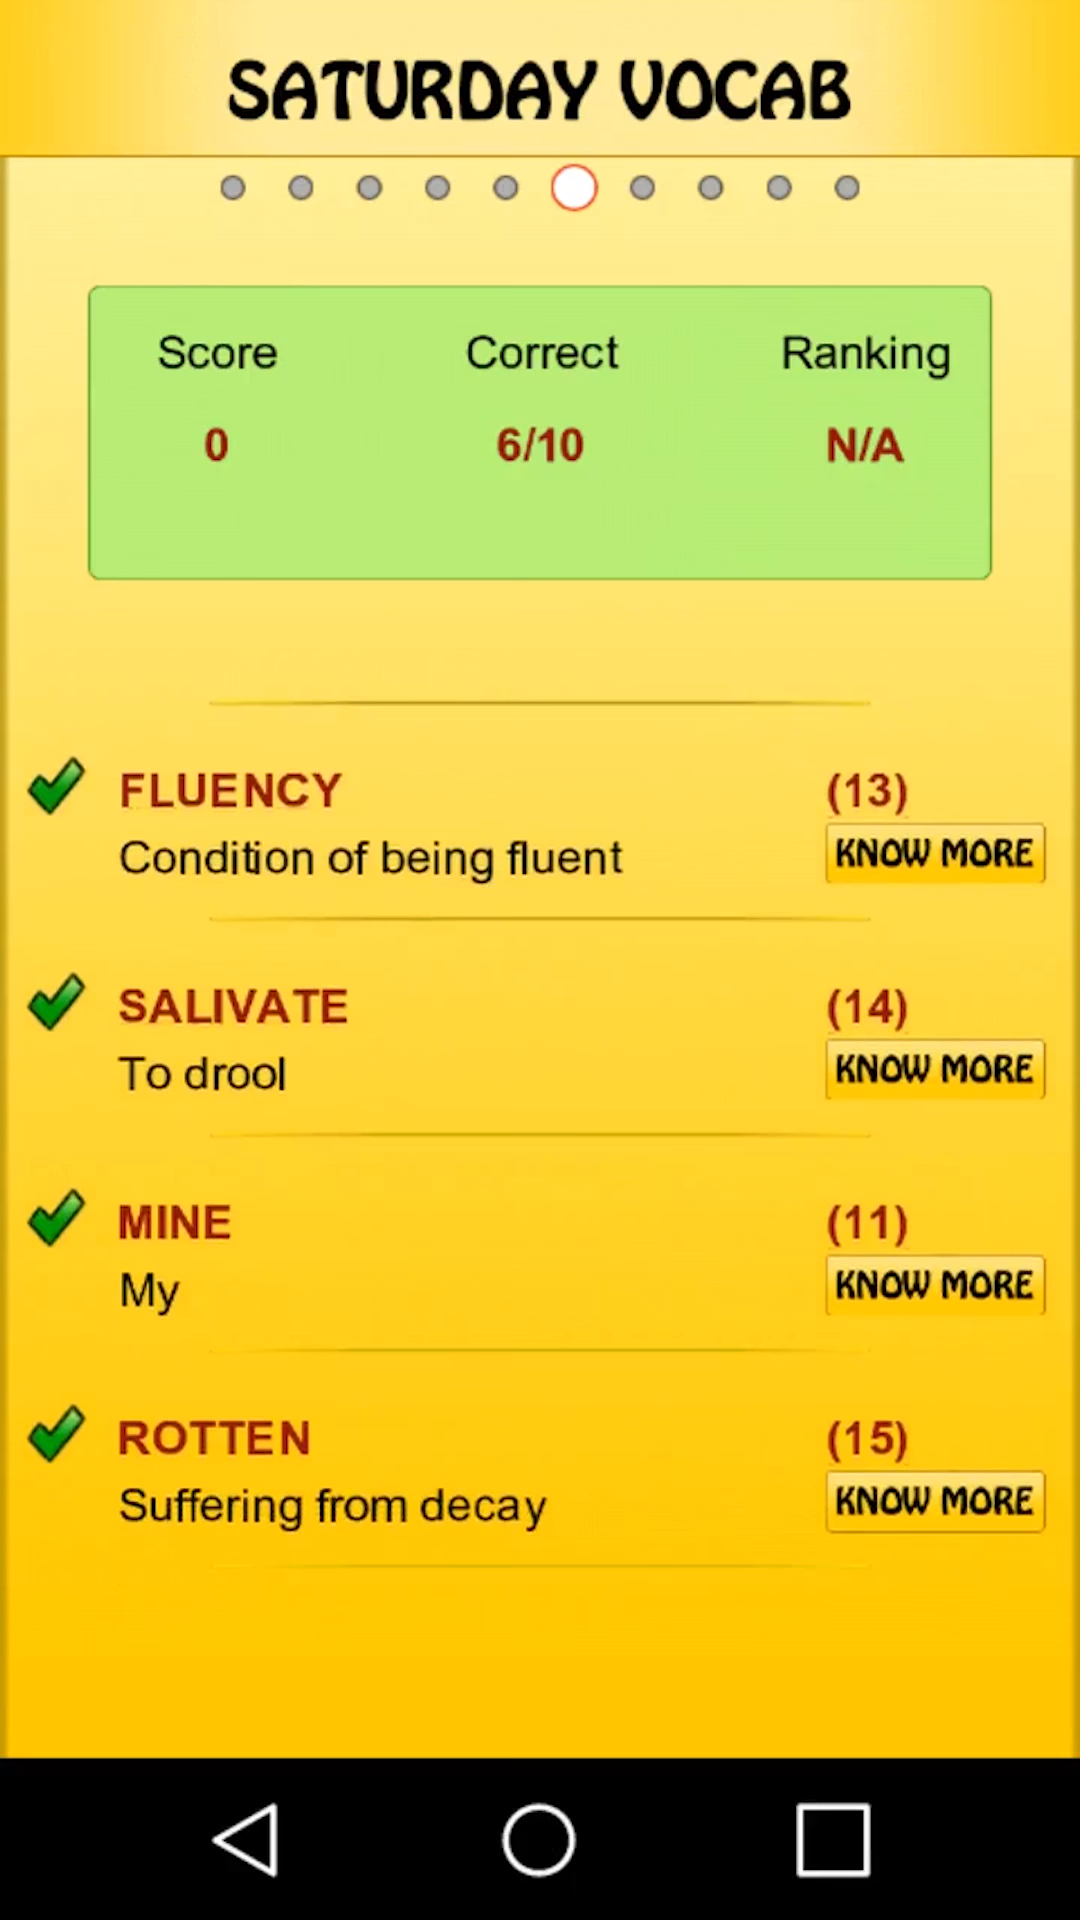 SATURDAY VOCAB
Score Correct Ranking
0 6/10 N/A
FLUENCY (13)
Condition of being fluent KNOW MORE
SALIVATE (14)
To drool KNOW MORE
MINE (11)
My KNOW MORE
ROTTEN (15)
Suffering from decay KNOW MORE